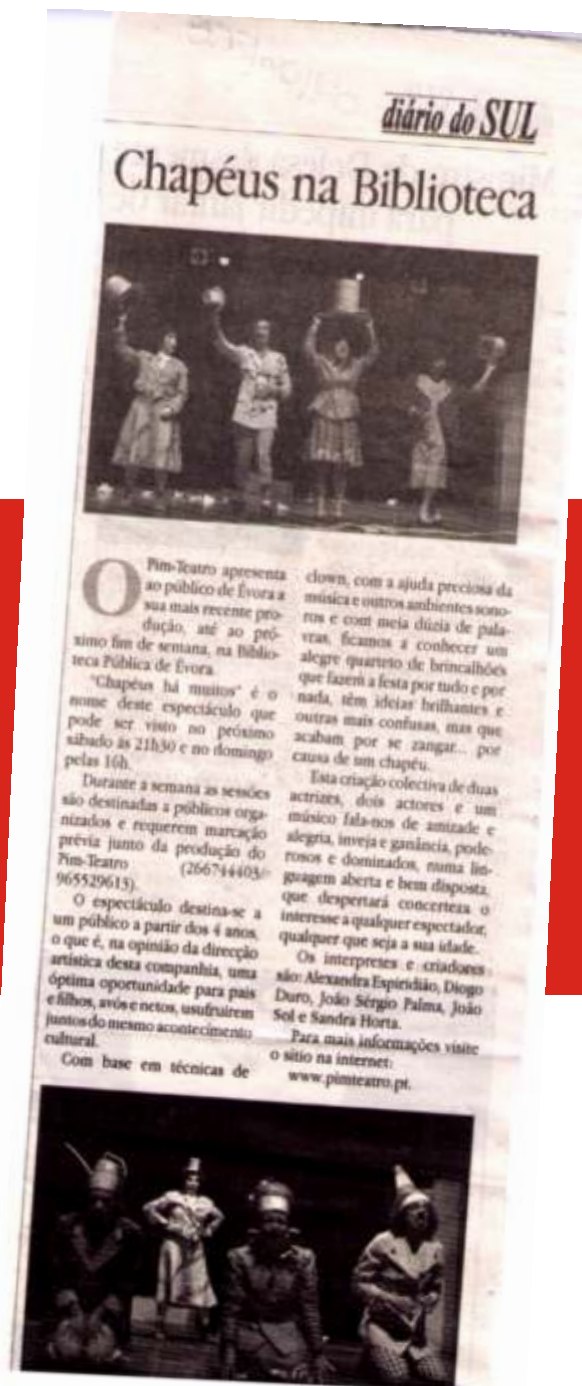 diário do SUL
Chapéus na Biblioteca
O Pim-Teatro apresenta
ao público de Évora a
sua mais recente pro-
dução, até ao pró-
ximo fim de semana, na Biblio-
teca Pública de Évora.
"Chapéus há muitos" é o
nome deste espectáculo que
pode ser visto no próximo
sábado às 21h30 e no domingo
pelas 16h.
Durante a semana as sessões
são destinadas a públicos orga-
nizados e requerem marcação
prévia junto da produção do
Pim-Teatro (266744403/
965529615).
O espectáculo destina-se a
um público a partir dos 4 anos,
o que é, na opinião da direcção
artística desta companhia, uma
óptima oportunidade para pais
e filhos, avós e netos, usufruirem
juntos do mesmo acontecimento
cultural.
Com base em técnicas de
clown, com a ajuda preciosa da
música e outros ambientes sono-
ros e com meia dúzia de pala-
vras, ficamos a conhecer um
alegre quarteto de brincalhões
que fazem a festa por tudo e por
nada, têm ideias brilhantes e
outras mais confusas, mas que
acabam por se zangar... por
causa de um chapéu.
Esta criação colectiva de duas
actrizes, dois actores e um
músico fala-nos de amizade e
alegria, inveja e ganância, pode-
rosos e dominados, numa lin-
guagem aberta e bem disposta,
que despertará concerteza o
interesse a qualquer espectador,
qualquer que seja a sua idade.
Os interpretes e criadores
são: Alexandra Espiridião, Diogo
Duro, João Sérgio Palma, João
Sol e Sandra Horta.
Para mais informações visite
o sítio na internet:
www.pimteatro.pt.